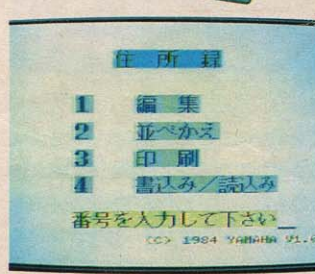 住所録
1 編集
2 並べかえ
3 印刷
4 書込み／読込み
番号を入力して下さい_
(C) 1984 YAMAHA V1.